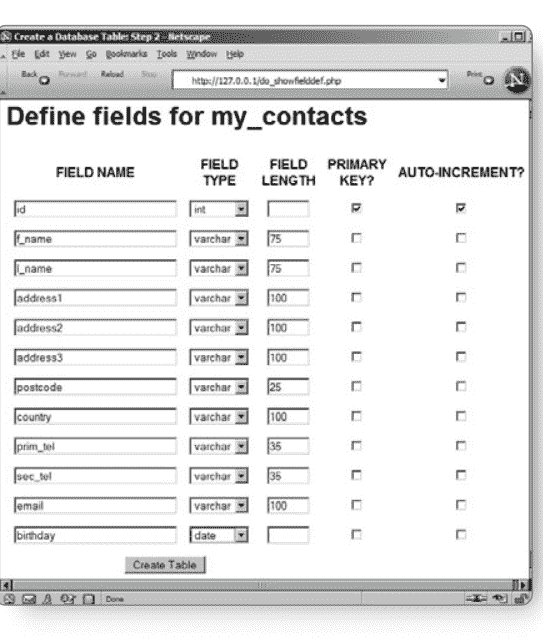 Create a Database Table: Step 2 - Netscape
File Edit View Go Bookmarks Tools Window Help
Back Forward Reload Stop http://127.0.0.1/do_showfielddef.php Print N
Define fields for my_contacts
FIELD NAME FIELD TYPE FIELD LENGTH PRIMARY KEY? AUTO-INCREMENT?
id int
f_name varchar 75
l_name varchar 75
address1 varchar 100
address2 varchar 100
address3 varchar 100
postcode varchar 25
country varchar 100
prim_tel varchar 35
sec_tel varchar 35
email varchar 100
birthday date
Create Table
Done